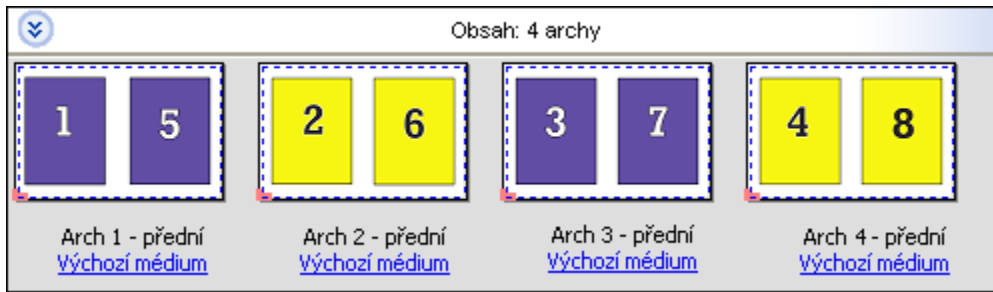 Obsah: 4 archy
1 5 2 6 3 7 4 8
Arch 1 - přední Arch 2 - přední Arch 3 - přední Arch 4 - přední
Výchozí médium Výchozí médium Výchozí médium Výchozí médium